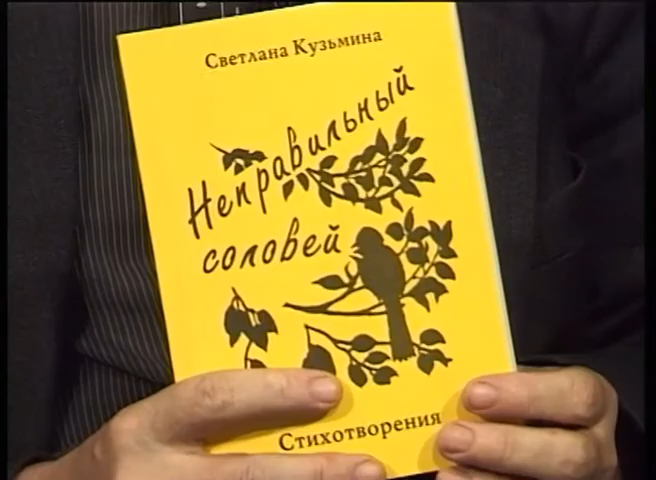 Светлана Кузьмина
Неправильный
соловей
Стихотворения